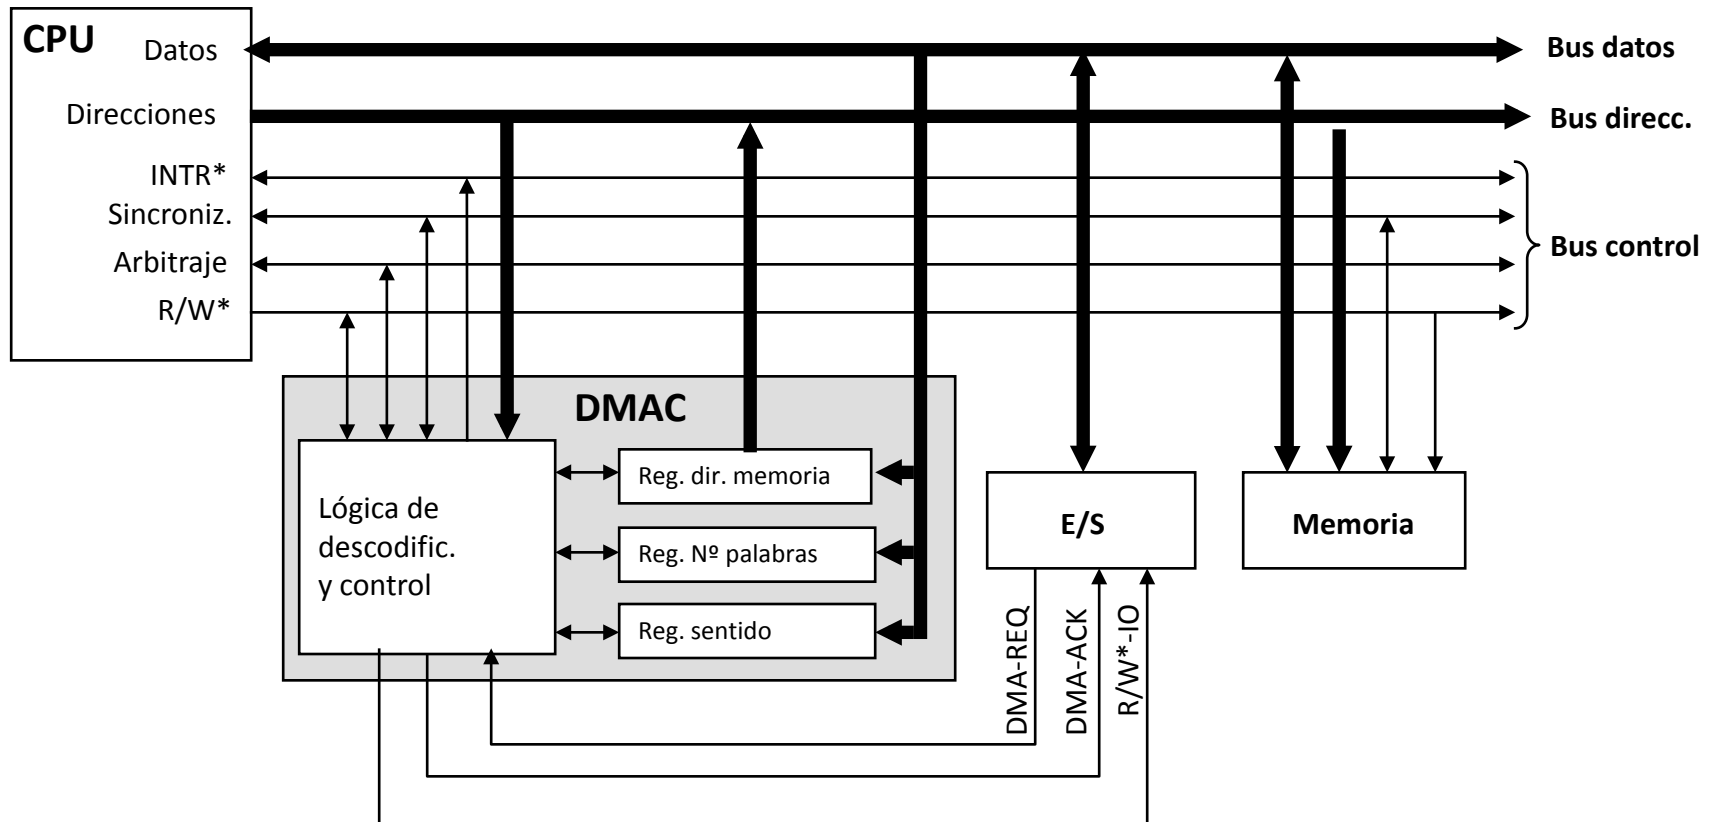 CPU
Datos
Bus datos
Direcciones
Bus direcc.
INTR*
Sincroniz.
Arbitraje
Bus control
R/W*
DMAC
Lógica de
descodific.
y control
Reg. dir. memoria
Reg. Nº palabras
Reg. sentido
E/S
Memoria
DMA-REQ
DMA-ACK
R/W*-IO